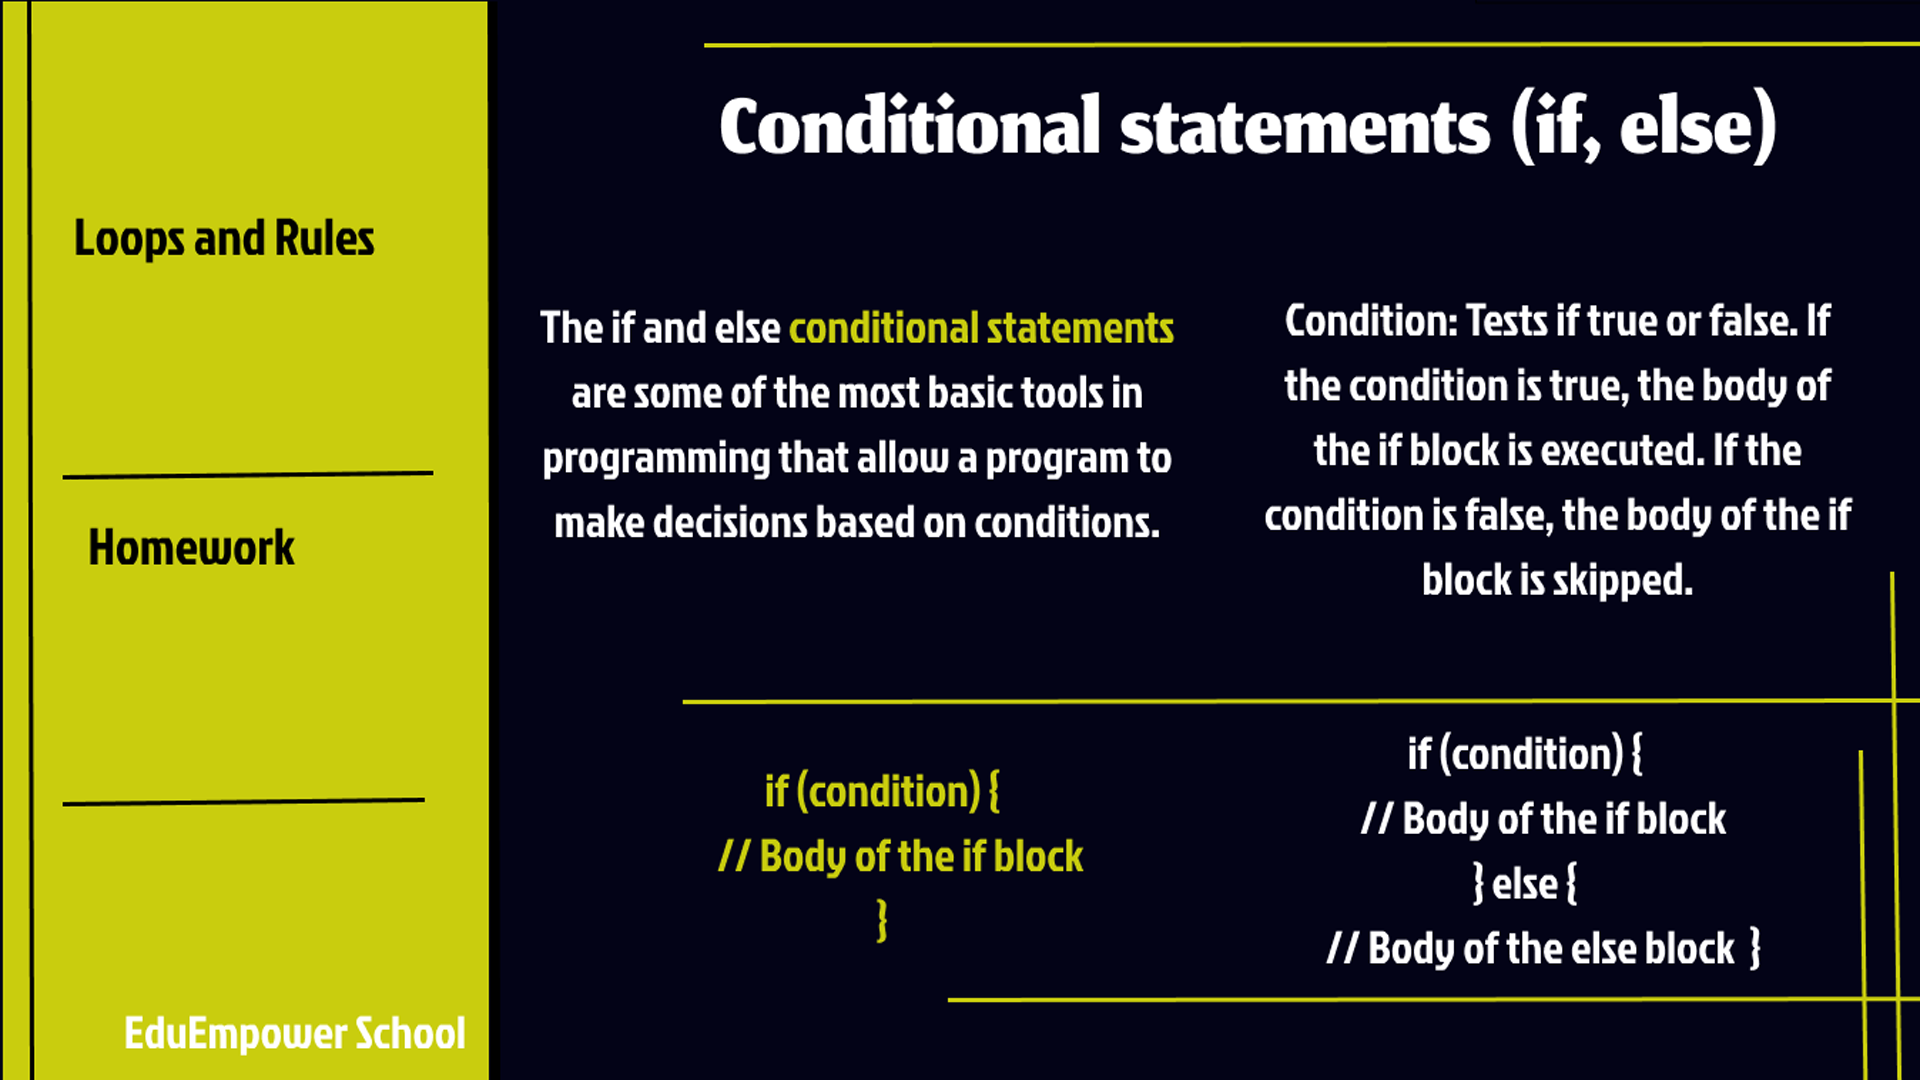 Loops and Rules
Homework
EduEmpower School
Conditional statements (if, else)
The if and else conditional statements
are some of the most basic tools in
programming that allow a program to
make decisions based on conditions.
Condition: Tests if true or false. If
the condition is true, the body of
the if block is executed. If the
condition is false, the body of the if
block is skipped.
if (condition) {
// Body of the if block
}
if (condition) {
// Body of the if block
} else {
// Body of the else block }